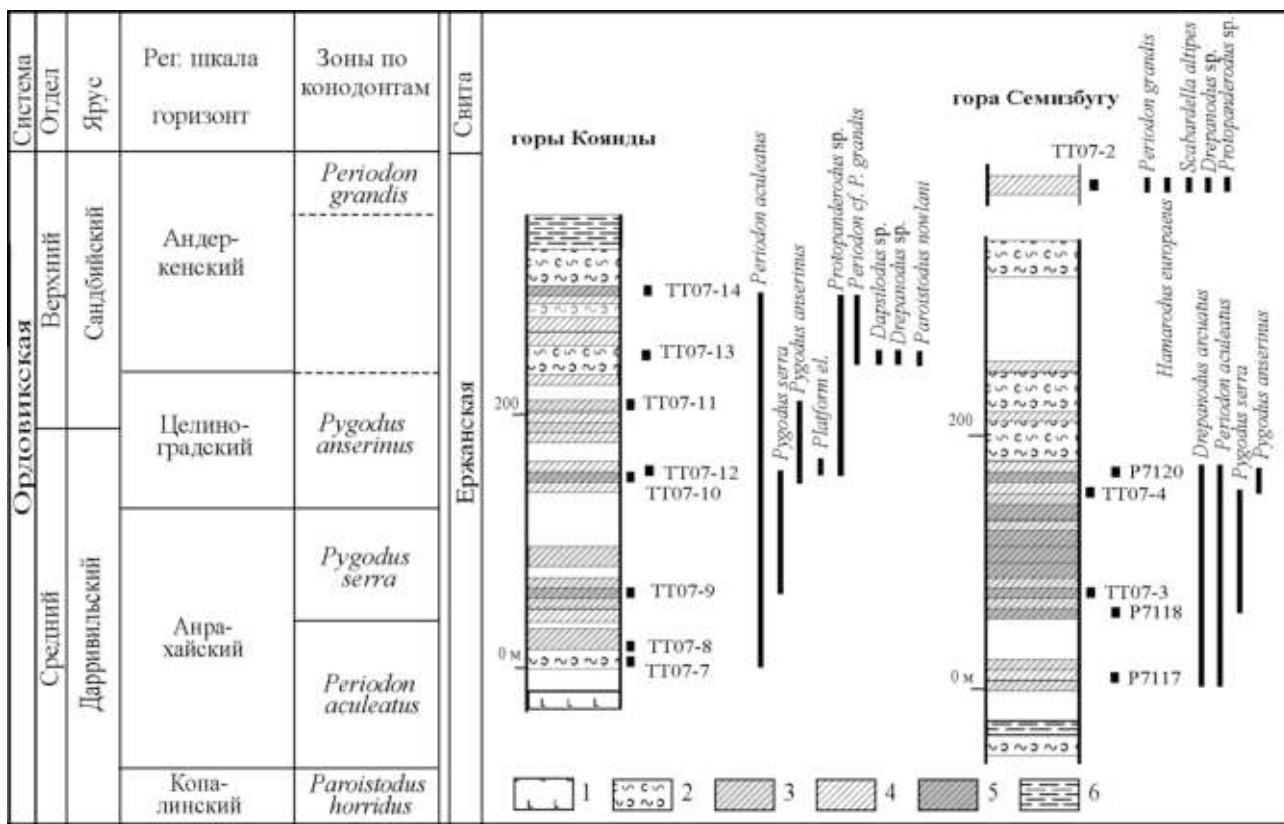 Система
Отдел
Ярус
Рег. шкала
горизонт
Зоны по
конодонтам
Свита
Ордовикская
Верхний
Средний
Сандбийский
Дарривильский
Андер-
кенский
Целино-
градский
Анра-
хайский
Копа-
линский
Periodon
grandis
Pygodus
anserinus
Pygodus
serra
Periodon
aculeatus
Paroistodus
horridus
Ержанская
горы Коянды
200
0 м
TT07-14
TT07-13
TT07-11
TT07-12
TT07-10
TT07-9
TT07-8
TT07-7
Periodon aculeatus
Pygodus serra
Pygodus anserinus
Platform el.
Protopanderodus sp.
Periodon cf. P. grandis
Dapsilodus sp.
Drepanodus sp.
Paroistodus nowlani
гора Семизбугу
TT07-2
200
0 м
P7120
TT07-4
TT07-3
P7118
P7117
Periodon grandis
Hamarodus europaeus
Scabardella altipes
Drepanodus sp.
Protopanderodus sp.
Drepanodus arcuatus
Periodon aculeatus
Pygodus serra
Pygodus anserinus
1 2 3 4 5 6